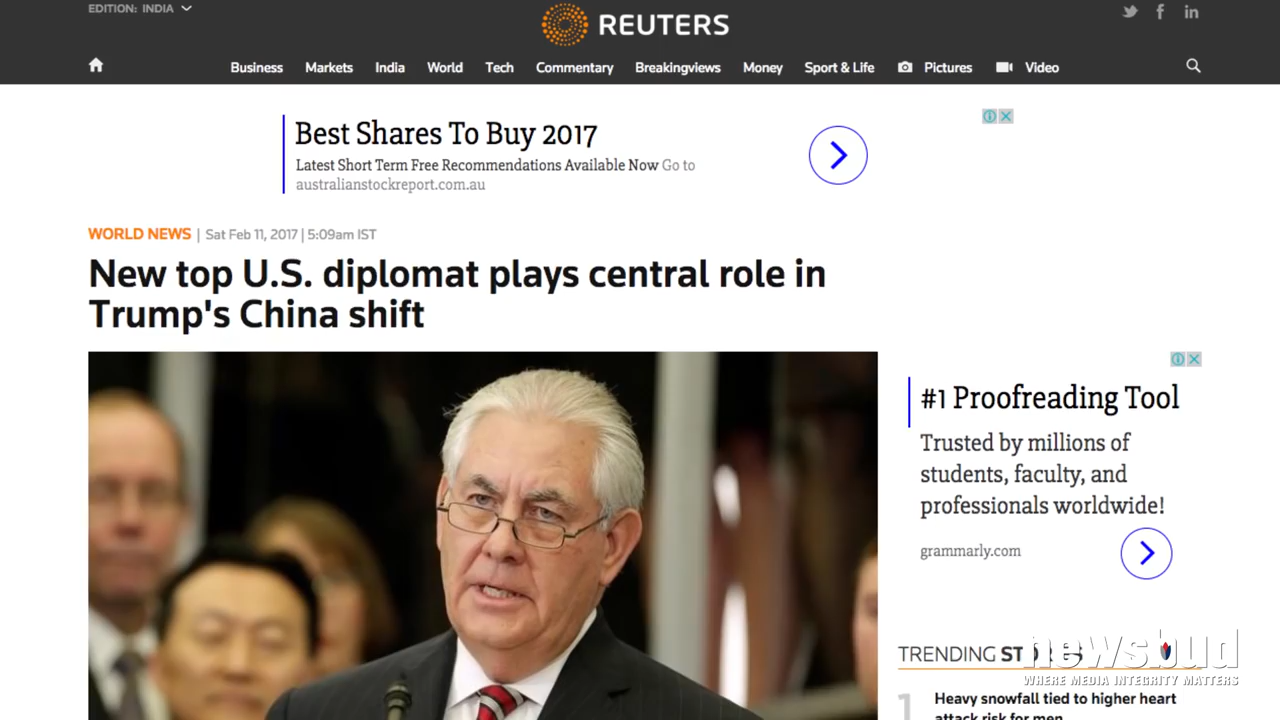 EDITION: INDIA
REUTERS
Business Markets India World Tech Commentary Breakingviews Money Sport & Life Pictures Video
Best Shares To Buy 2017
Latest Short Term Free Recommendations Available Now Go to
australianstockreport.com.au
WORLD NEWS | Sat Feb 11, 2017 | 5:09am IST
New top U.S. diplomat plays central role in
Trump's China shift
#1 Proofreading Tool
Trusted by millions of
students, faculty, and
professionals worldwide!
grammarly.com
TRENDING
newsbud
WHERE MEDIA INTEGRITY MATTERS
1
Heavy snowfall tied to higher heart
attack risk for men